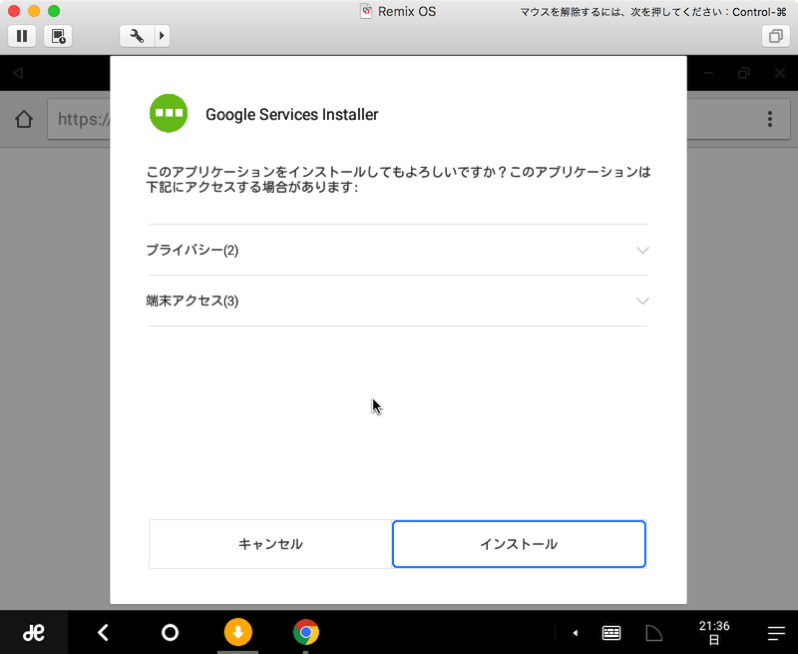 Remix OS
マウスを解除するには、次を押してください：Control-⌘
https://
Google Services Installer
このアプリケーションをインストールしてもよろしいですか？このアプリケーションは
下記にアクセスする場合があります:
プライバシー(2)
端末アクセス(3)
キャンセル
インストール
21:36
日